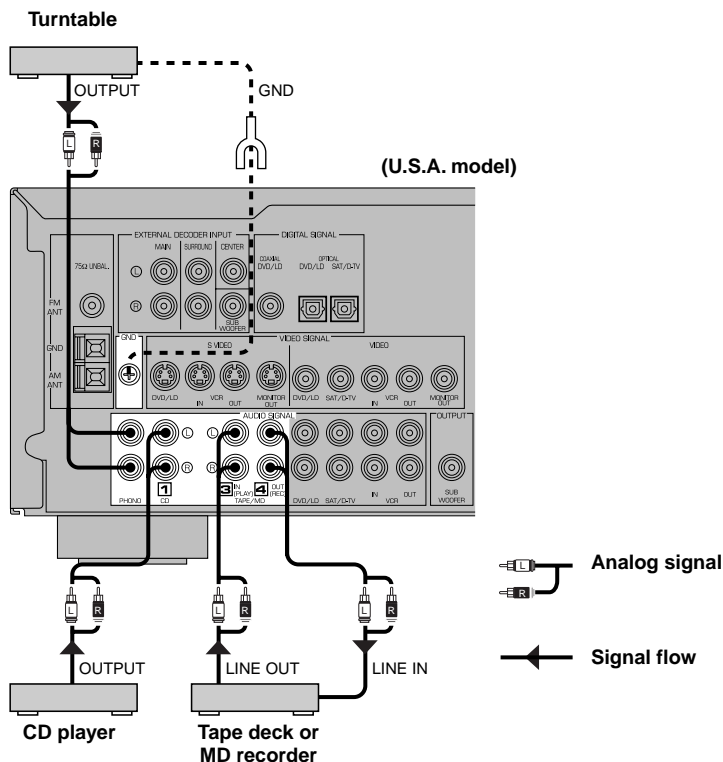 Turntable
OUTPUT
GND
L
R
(U.S.A. model)
EXTERNAL DECODER INPUT
MAIN
SURROUND
CENTER
SUB
WOOFER
L
R
DIGITAL SIGNAL
COAXIAL
DVD/LD
OPTICAL
DVD/LD
SAT/D-TV
75Ω UNBAL.
FM
ANT
GND
AM
ANT
GND
VIDEO SIGNAL
S VIDEO
VIDEO
DVD/LD
IN
VCR
OUT
MONITOR
OUT
DVD/LD
SAT/D-TV
IN
VCR
OUT
MONITOR
OUT
AUDIO SIGNAL
OUTPUT
L
L
R
R
PHONO
1
CD
3
IN
(PLAY)
4
OUT
(REC)
TAPE/MD
DVD/LD
SAT/D-TV
IN
VCR
OUT
SUB
WOOFER
L
R
L
R
L
R
L
R
Analog signal
OUTPUT
LINE OUT
LINE IN
Signal flow
CD player
Tape deck or
MD recorder